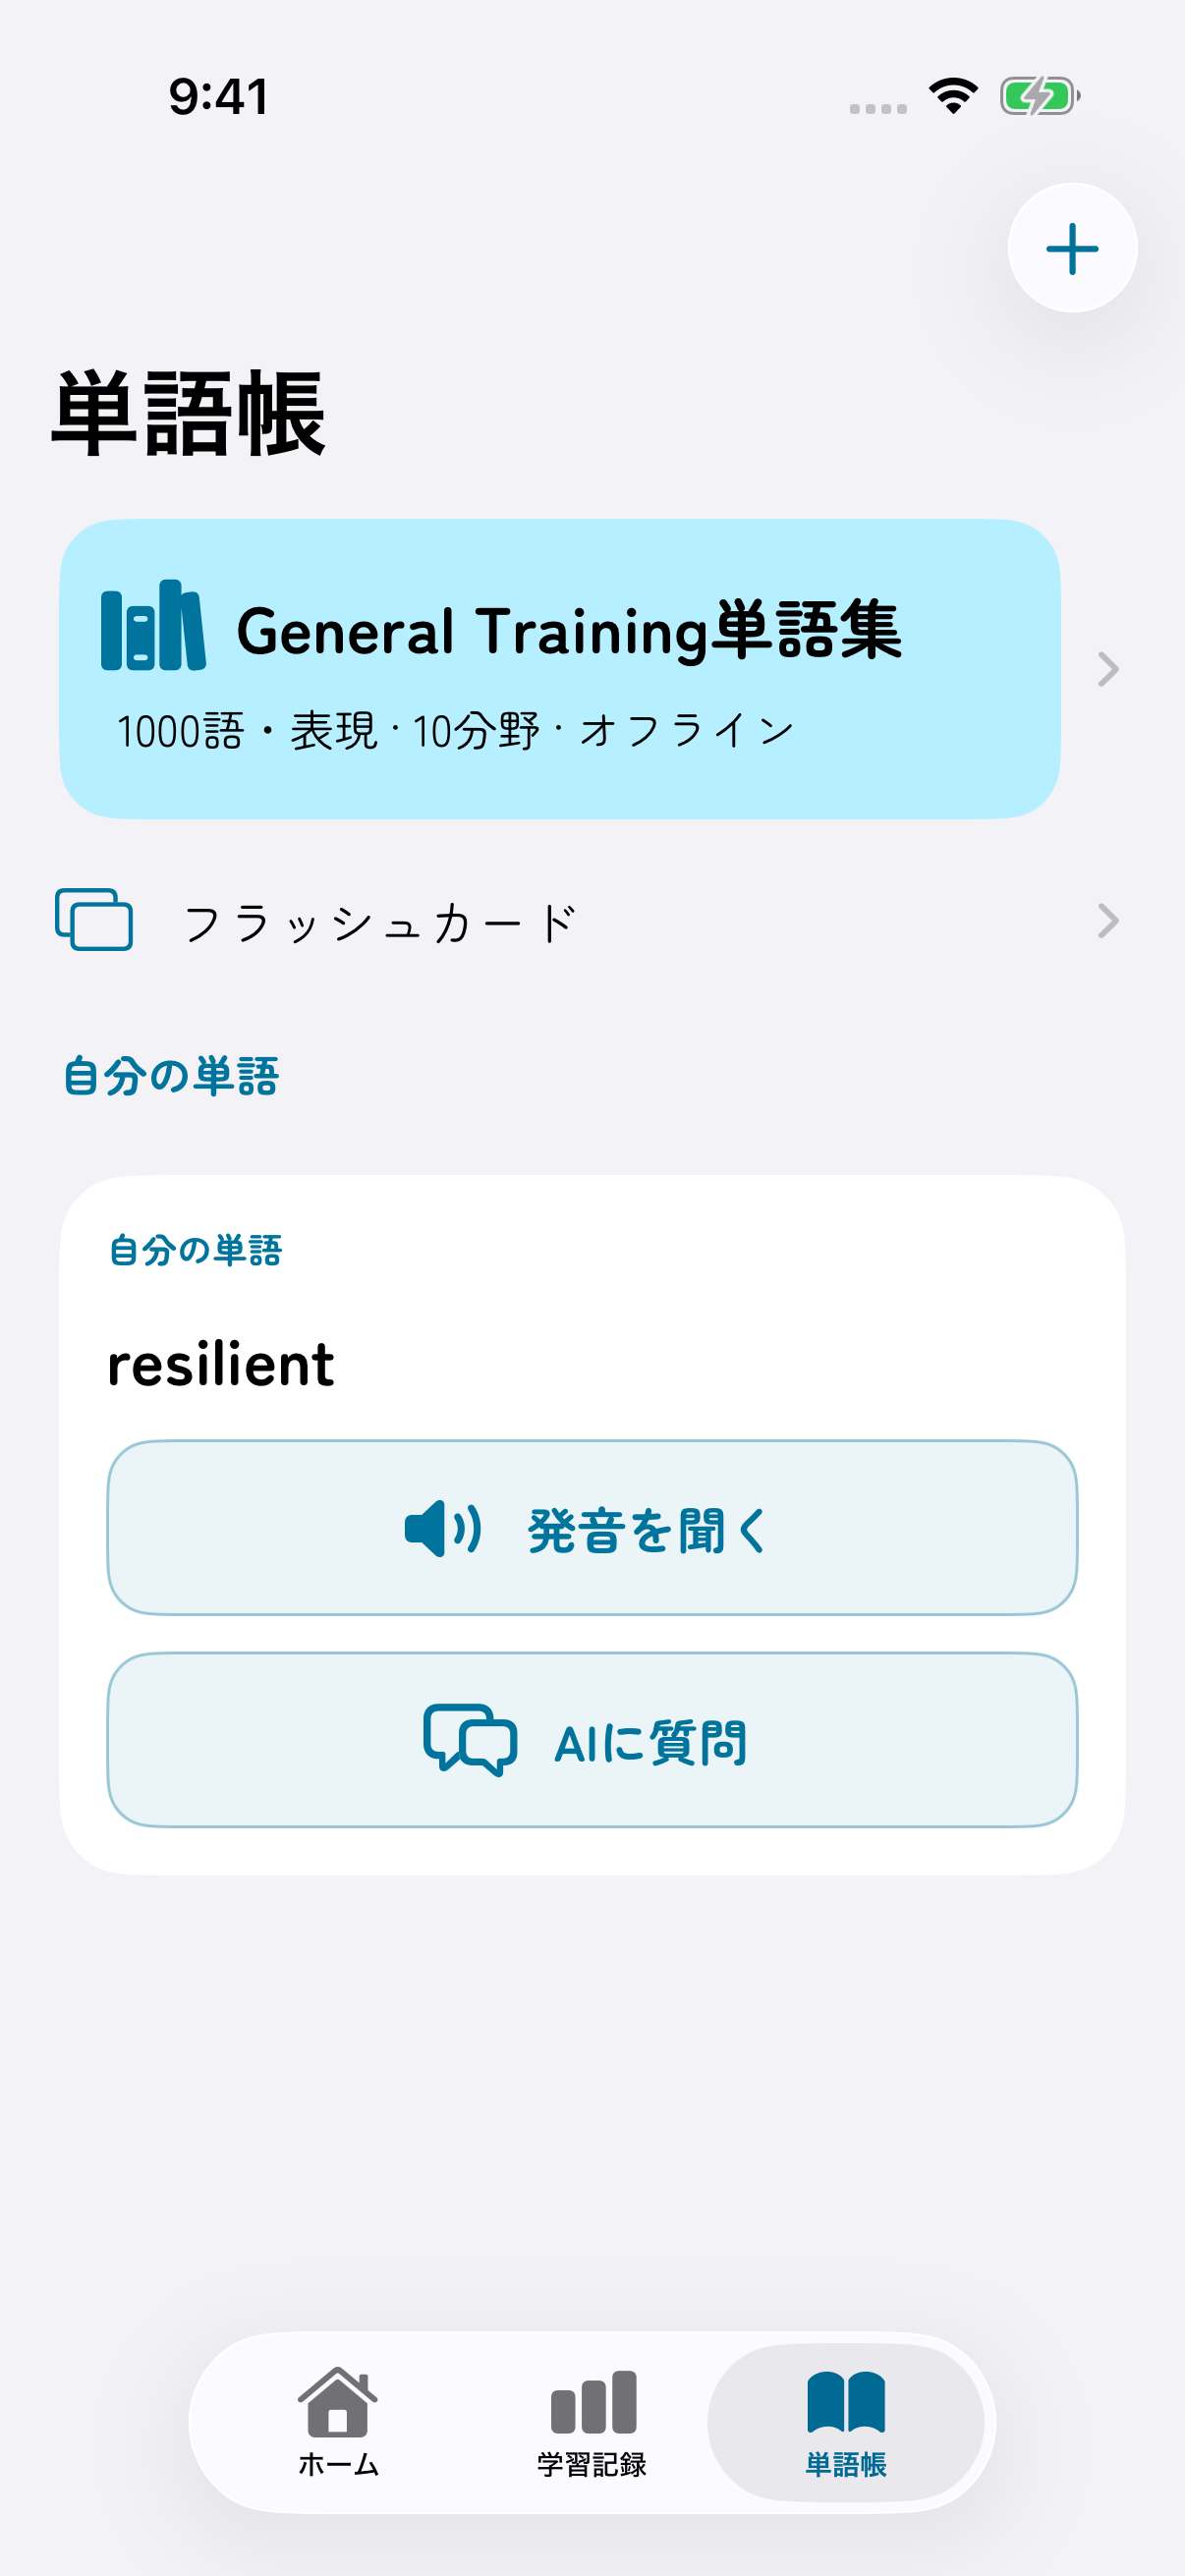 9:41
単語帳
General Training単語集
1000語・表現 · 10分野 · オフライン
フラッシュカード
自分の単語
自分の単語
resilient
発音を聞く
AIに質問
ホーム
学習記録
単語帳